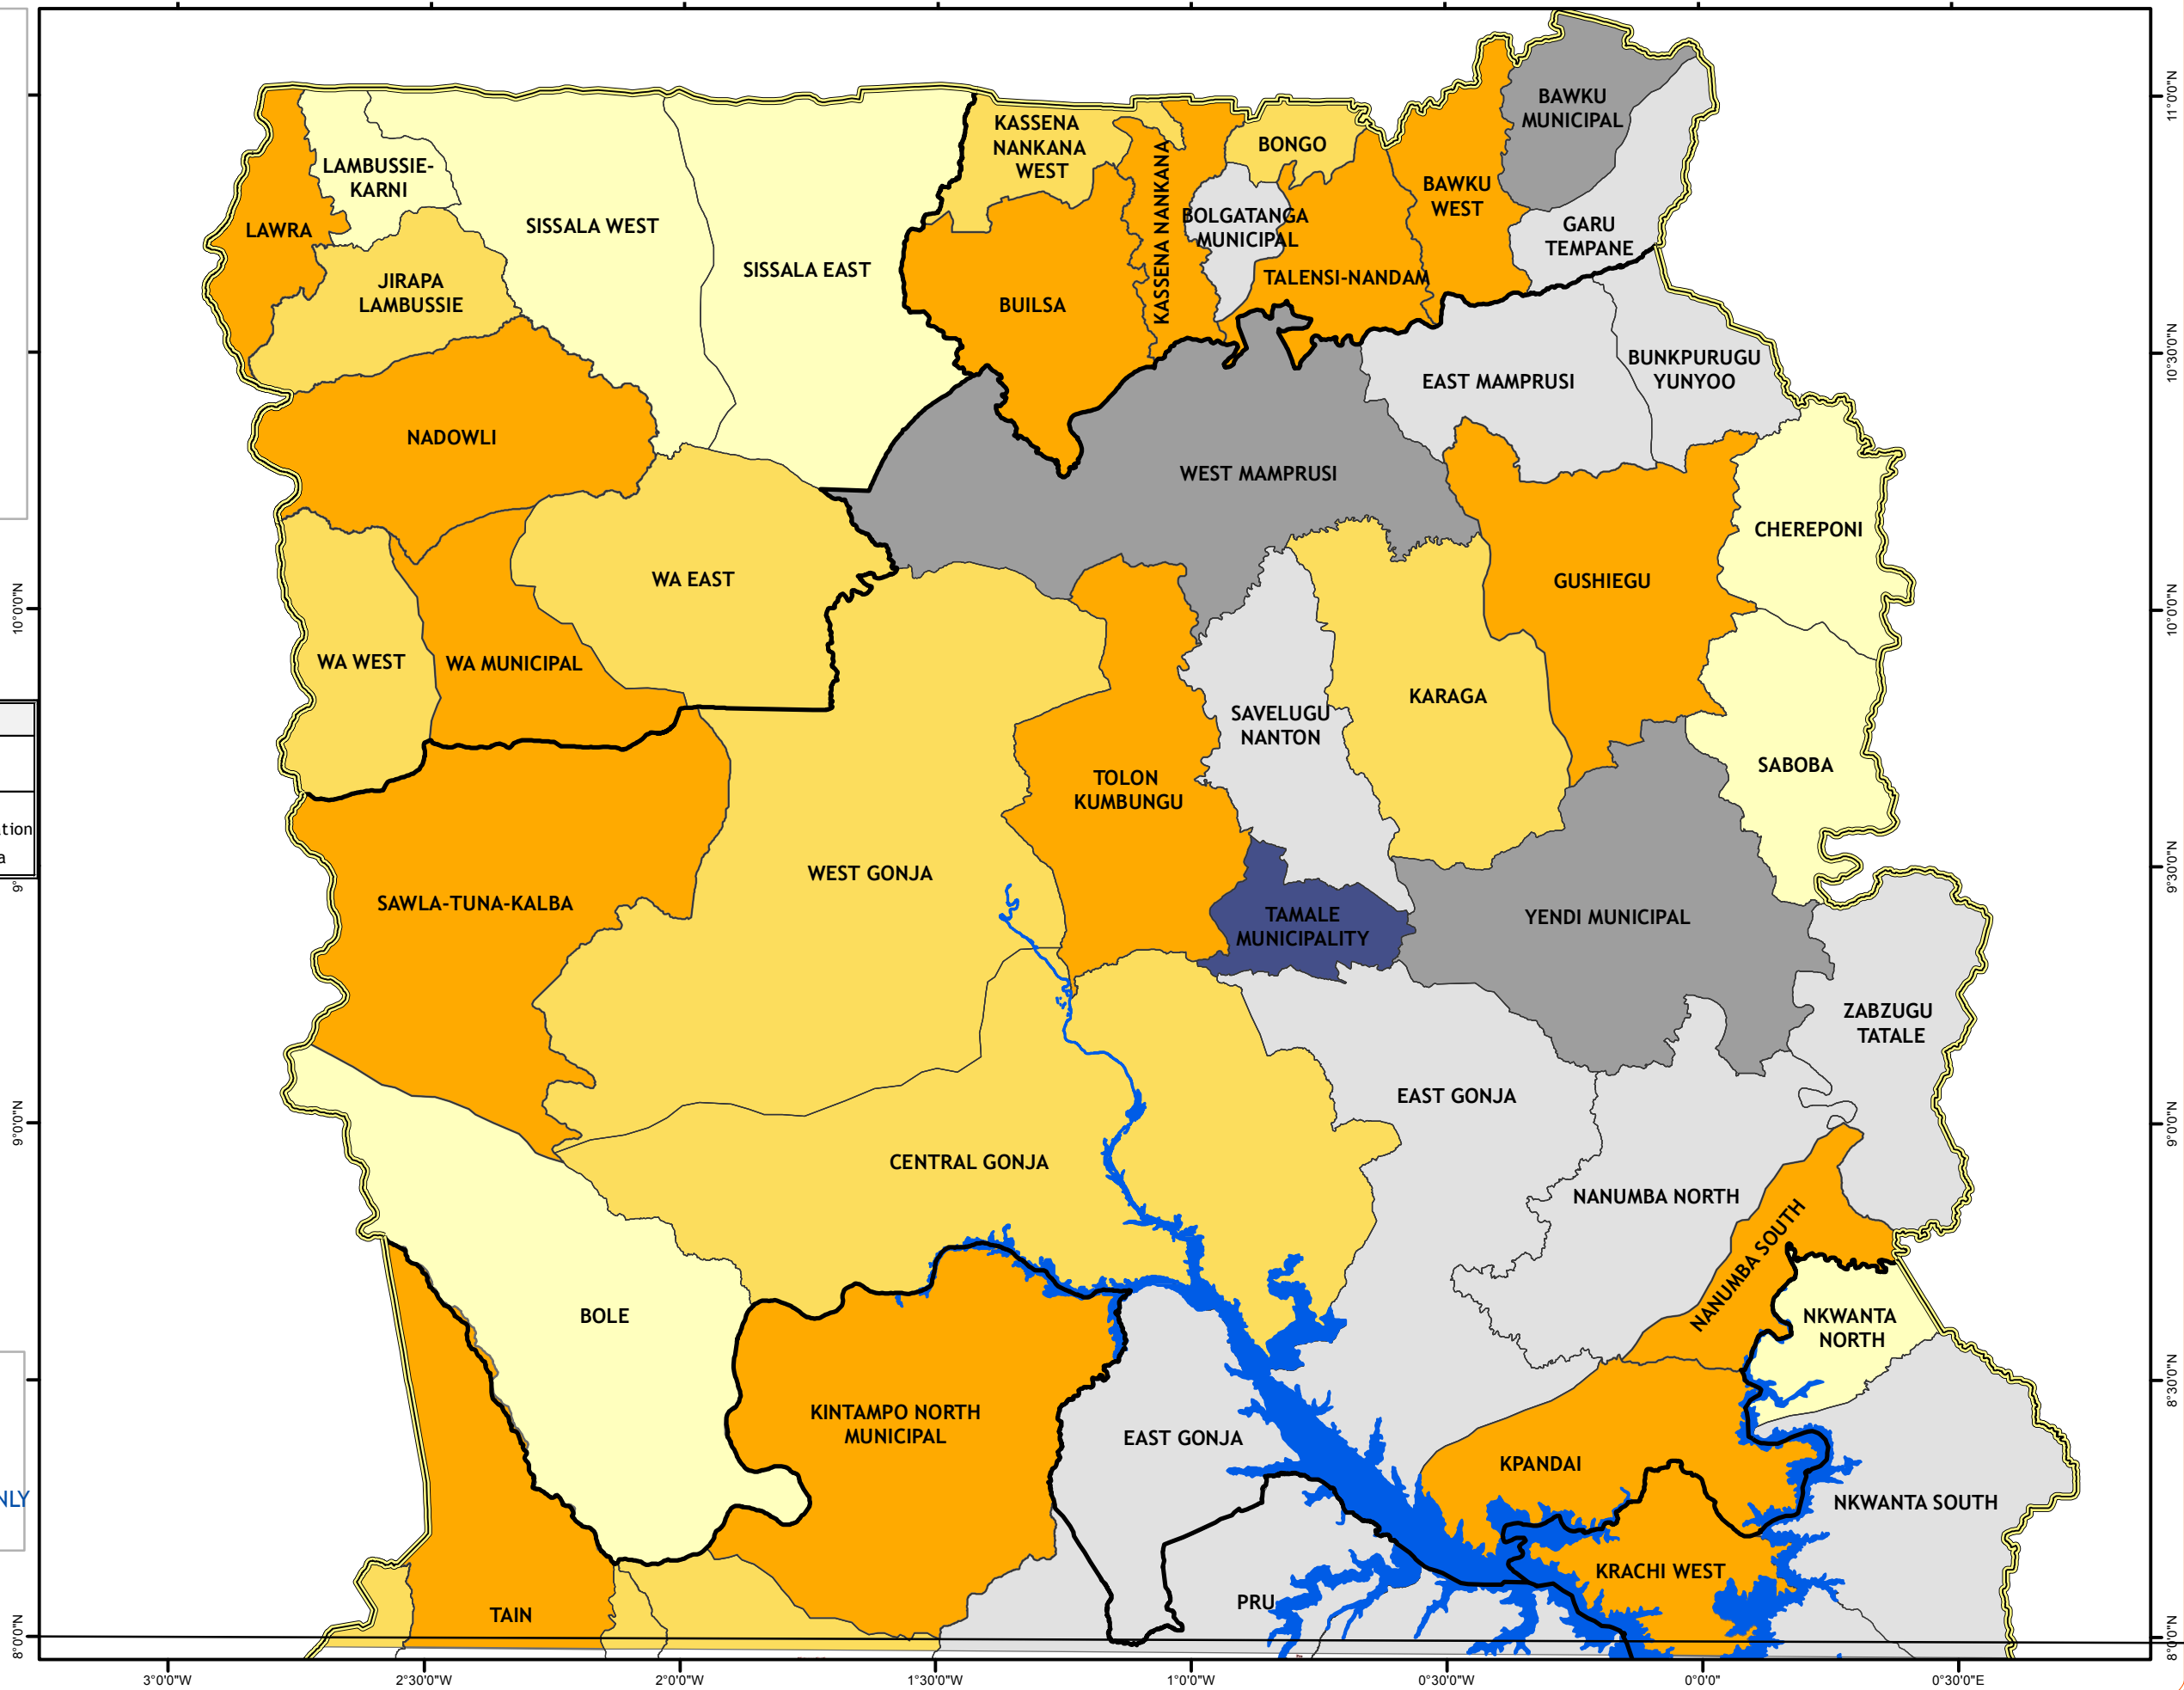 BAWKU
MUNICIPAL
KASSENA
NANKANA
WEST
BONGO
LAMBUSSIE-
KARNI
BAWKU
WEST
LAWRA
SISSALA WEST
KASSENA NANKANA
BOLGATANGA
MUNICIPAL
GARU
TEMPANE
SISSALA EAST
JIRAPA
LAMBUSSIE
BUILSA
TALENSI-NANDAM
EAST MAMPRUSI
BUNKPURUGU
YUNYOO
NADOWLI
WEST MAMPRUSI
CHEREPONI
WA EAST
GUSHIEGU
WA WEST
WA MUNICIPAL
KARAGA
SAVELUGU
NANTON
SABOBA
TOLON
KUMBUNGU
WEST GONJA
SAWLA-TUNA-KALBA
TAMALE
MUNICIPALITY
YENDI MUNICIPAL
ZABZUGU
TATALE
EAST GONJA
CENTRAL GONJA
NANUMBA NORTH
NANUMBA SOUTH
BOLE
NKWANTA
NORTH
KINTAMPO NORTH
MUNICIPAL
EAST GONJA
KPANDAI
NKWANTA SOUTH
KRACHI WEST
PRU
TAIN
tion
a
NLY
10°0'0"N
9°
9°0'0"N
8°0'0"N
11°0'0"N
10°30'0"N
10°0'0"N
9°30'0"N
9°0'0"N
8°30'0"N
8°0'0"N
3°0'0"W
2°30'0"W
2°0'0"W
1°30'0"W
1°0'0"W
0°30'0"W
0°0'0"
0°30'0"E